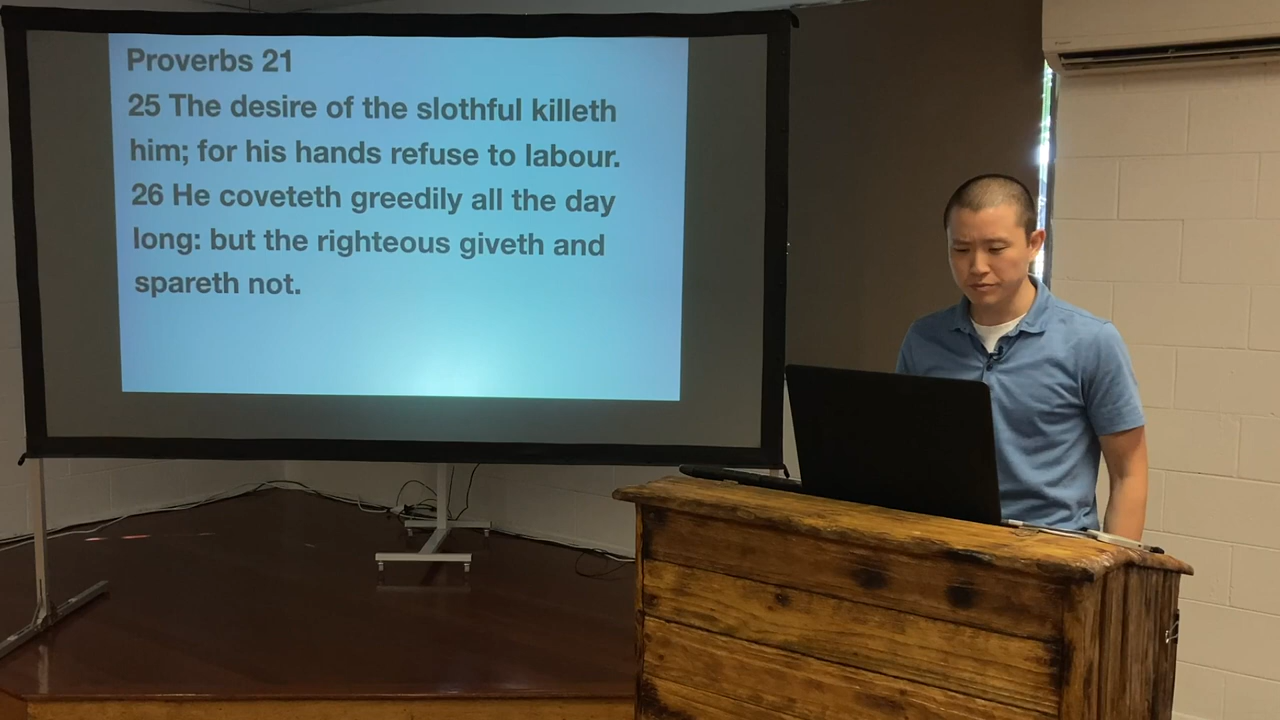 Proverbs 21
25 The desire of the slothful killeth
him; for his hands refuse to labour.
26 He coveteth greedily all the day
long: but the righteous giveth and
spareth not.